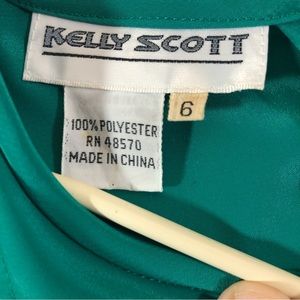 KELLY SCOTT
6
100% POLYESTER
RN 48570
MADE IN CHINA